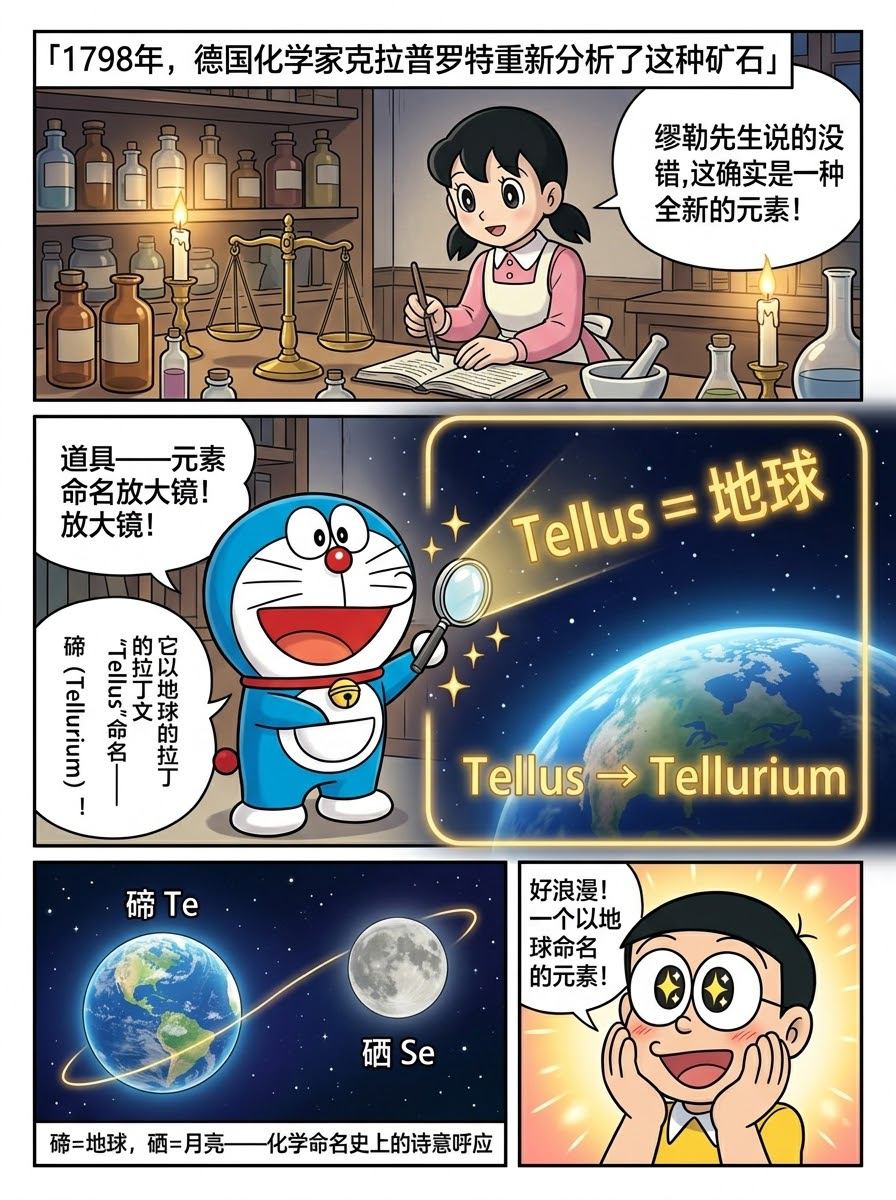 「1798年，德国化学家克拉普罗特重新分析了这种矿石」
缪勒先生说的没
错,这确实是一种
全新的元素！
道具——元素
命名放大镜！
放大镜！
Tellus = 地球
它以地球的拉丁
的拉丁文
“Tellus”命名——
碲（Tellurium）！
Tellus → Tellurium
碲 Te
硒 Se
碲=地球，硒=月亮——化学命名史上的诗意呼应
好浪漫！
一个以地
球命名
的元素！